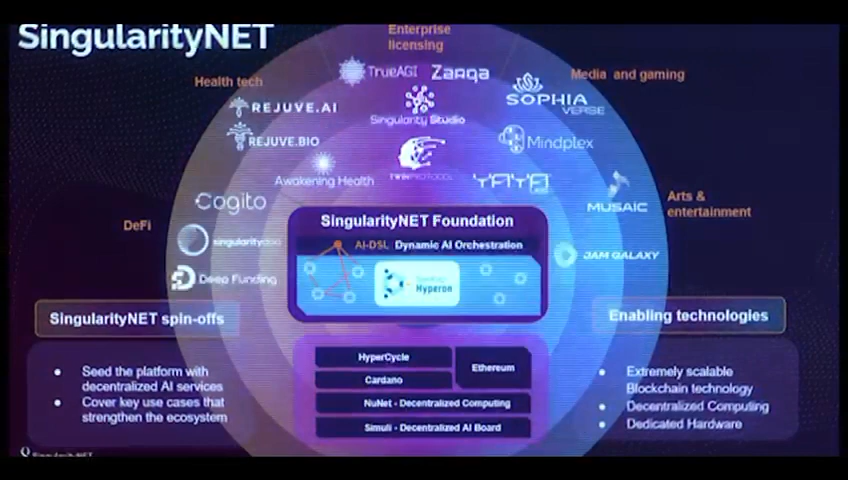 SingularityNET
Enterprise
licensing
Health tech
TrueAGI
Zarqa
Media and gaming
REJUVE.AI
Singularity Studio
SOPHIA
VERSE
REJUVE.BIO
Mindplex
TWINPROTOCOL
Awakening Health
YAYA
Cogito
MUSAIC
Arts &
entertainment
DeFi
SingularityNET Foundation
singularitydao
AI-DSL Dynamic AI Orchestration
JAM GALAXY
Deep Funding
Hyperon
SingularityNET spin-offs
Enabling technologies
HyperCycle
Cardano
Ethereum
NuNet - Decentralized Computing
Simuli - Decentralized AI Board
● Seed the platform with
decentralized AI services
● Cover key use cases that
strengthen the ecosystem
● Extremely scalable
Blockchain technology
● Decentralized Computing
● Dedicated Hardware
SingularityNET